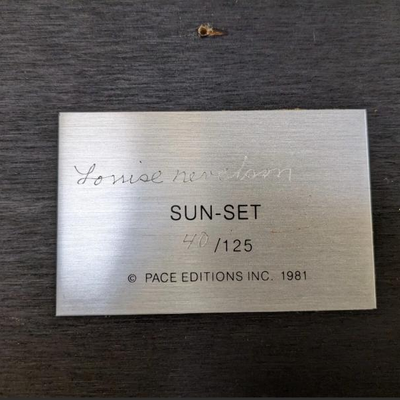 Louise Nevelson
SUN-SET
40/125
© PACE EDITIONS INC. 1981